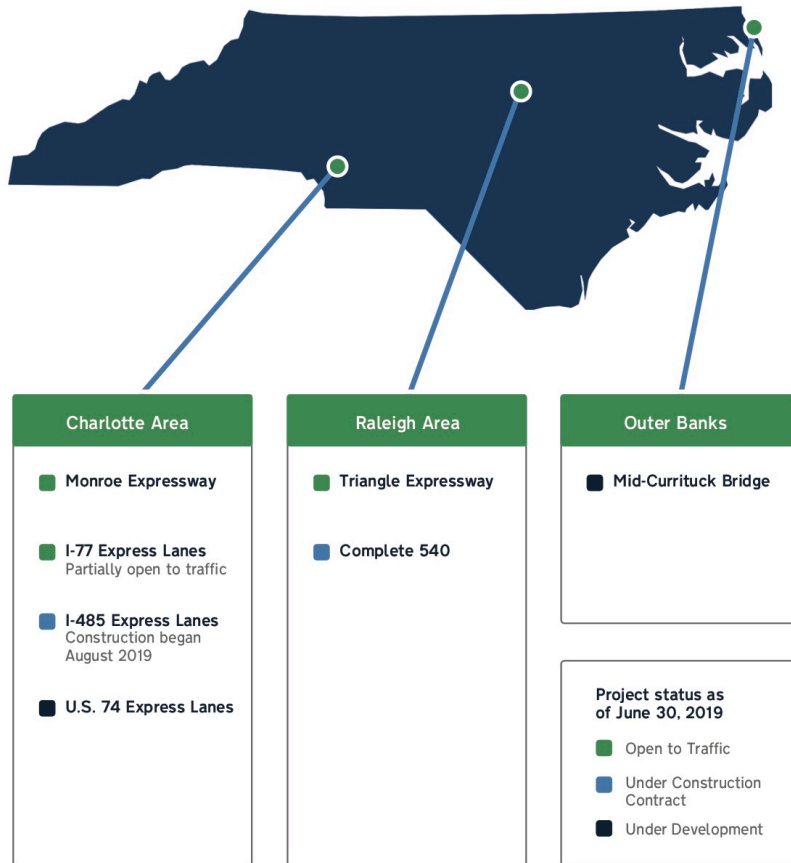 Charlotte Area
Monroe Expressway
I-77 Express Lanes
Partially open to traffic
I-485 Express Lanes
Construction began
August 2019
U.S. 74 Express Lanes
Raleigh Area
Triangle Expressway
Complete 540
Outer Banks
Mid-Currituck Bridge
Project status as
of June 30, 2019
Open to Traffic
Under Construction
Contract
Under Development